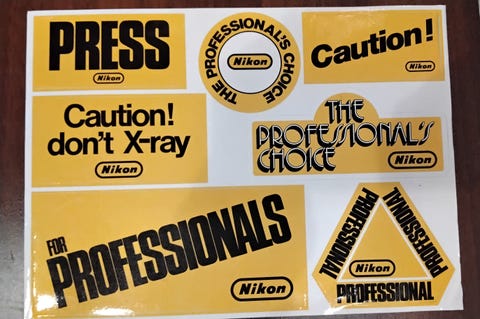 PRESS
Nikon
THE PROFESSIONAL'S CHOICE
Nikon
Caution!
Nikon
Caution!
don't X-ray
Nikon
THE
PROFESSIONAL'S
CHOICE
Nikon
FOR
PROFESSIONALS
Nikon
PROFESSIONAL
PROFESSIONAL
Nikon
PROFESSIONAL